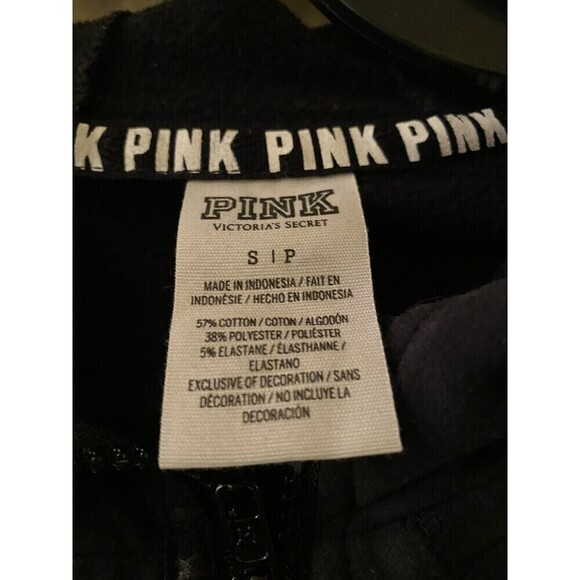 K PINK PINK PINK
PINK
VICTORIA'S SECRET
S | P
MADE IN INDONESIA / FAIT EN
INDONÉSIE / HECHO EN INDONESIA
57% COTTON / COTON / ALGODÓN
38% POLYESTER / POLIÉSTER
5% ELASTANE / ÉLASTHANNE /
ELASTANO
EXCLUSIVE OF DECORATION / SANS
DÉCORATION / NO INCLUYE LA
DECORACIÓN